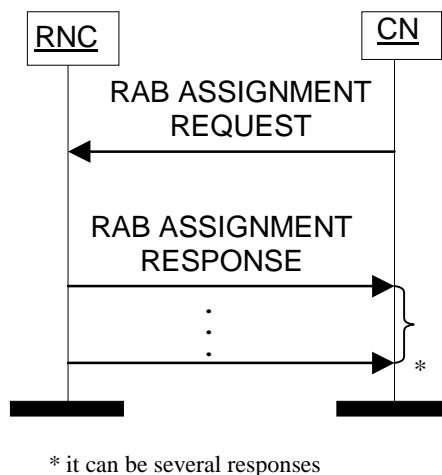 RNC
CN
RAB ASSIGNMENT
REQUEST
RAB ASSIGNMENT
RESPONSE
*
* it can be several responses